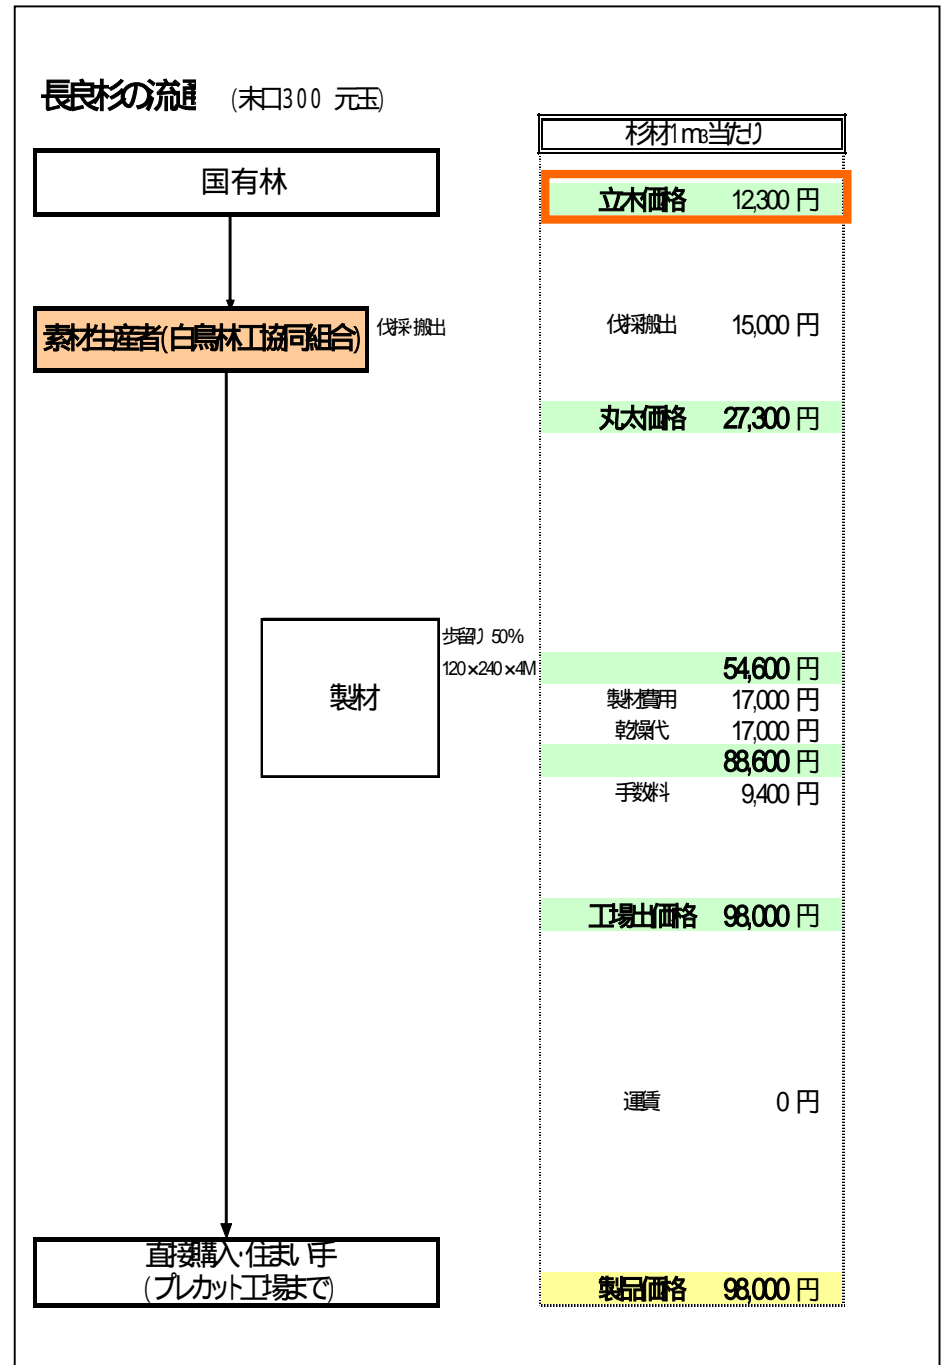 長良杉の流通 (末口300 元玉)
杉材1m3当たり
国有林
立木価格 12,300 円
素材生産者(白鳥林工協同組合) 伐採・搬出
伐採搬出 15,000 円
丸太価格 27,300 円
製材
歩留り 50%
120×240×4M
54,600 円
製材費用 17,000 円
乾燥代 17,000 円
88,600 円
手数料 9,400 円
工場出価格 98,000 円
運賃 0 円
直接購入・住まい手
(プレカット工場まで)
製品価格 98,000 円